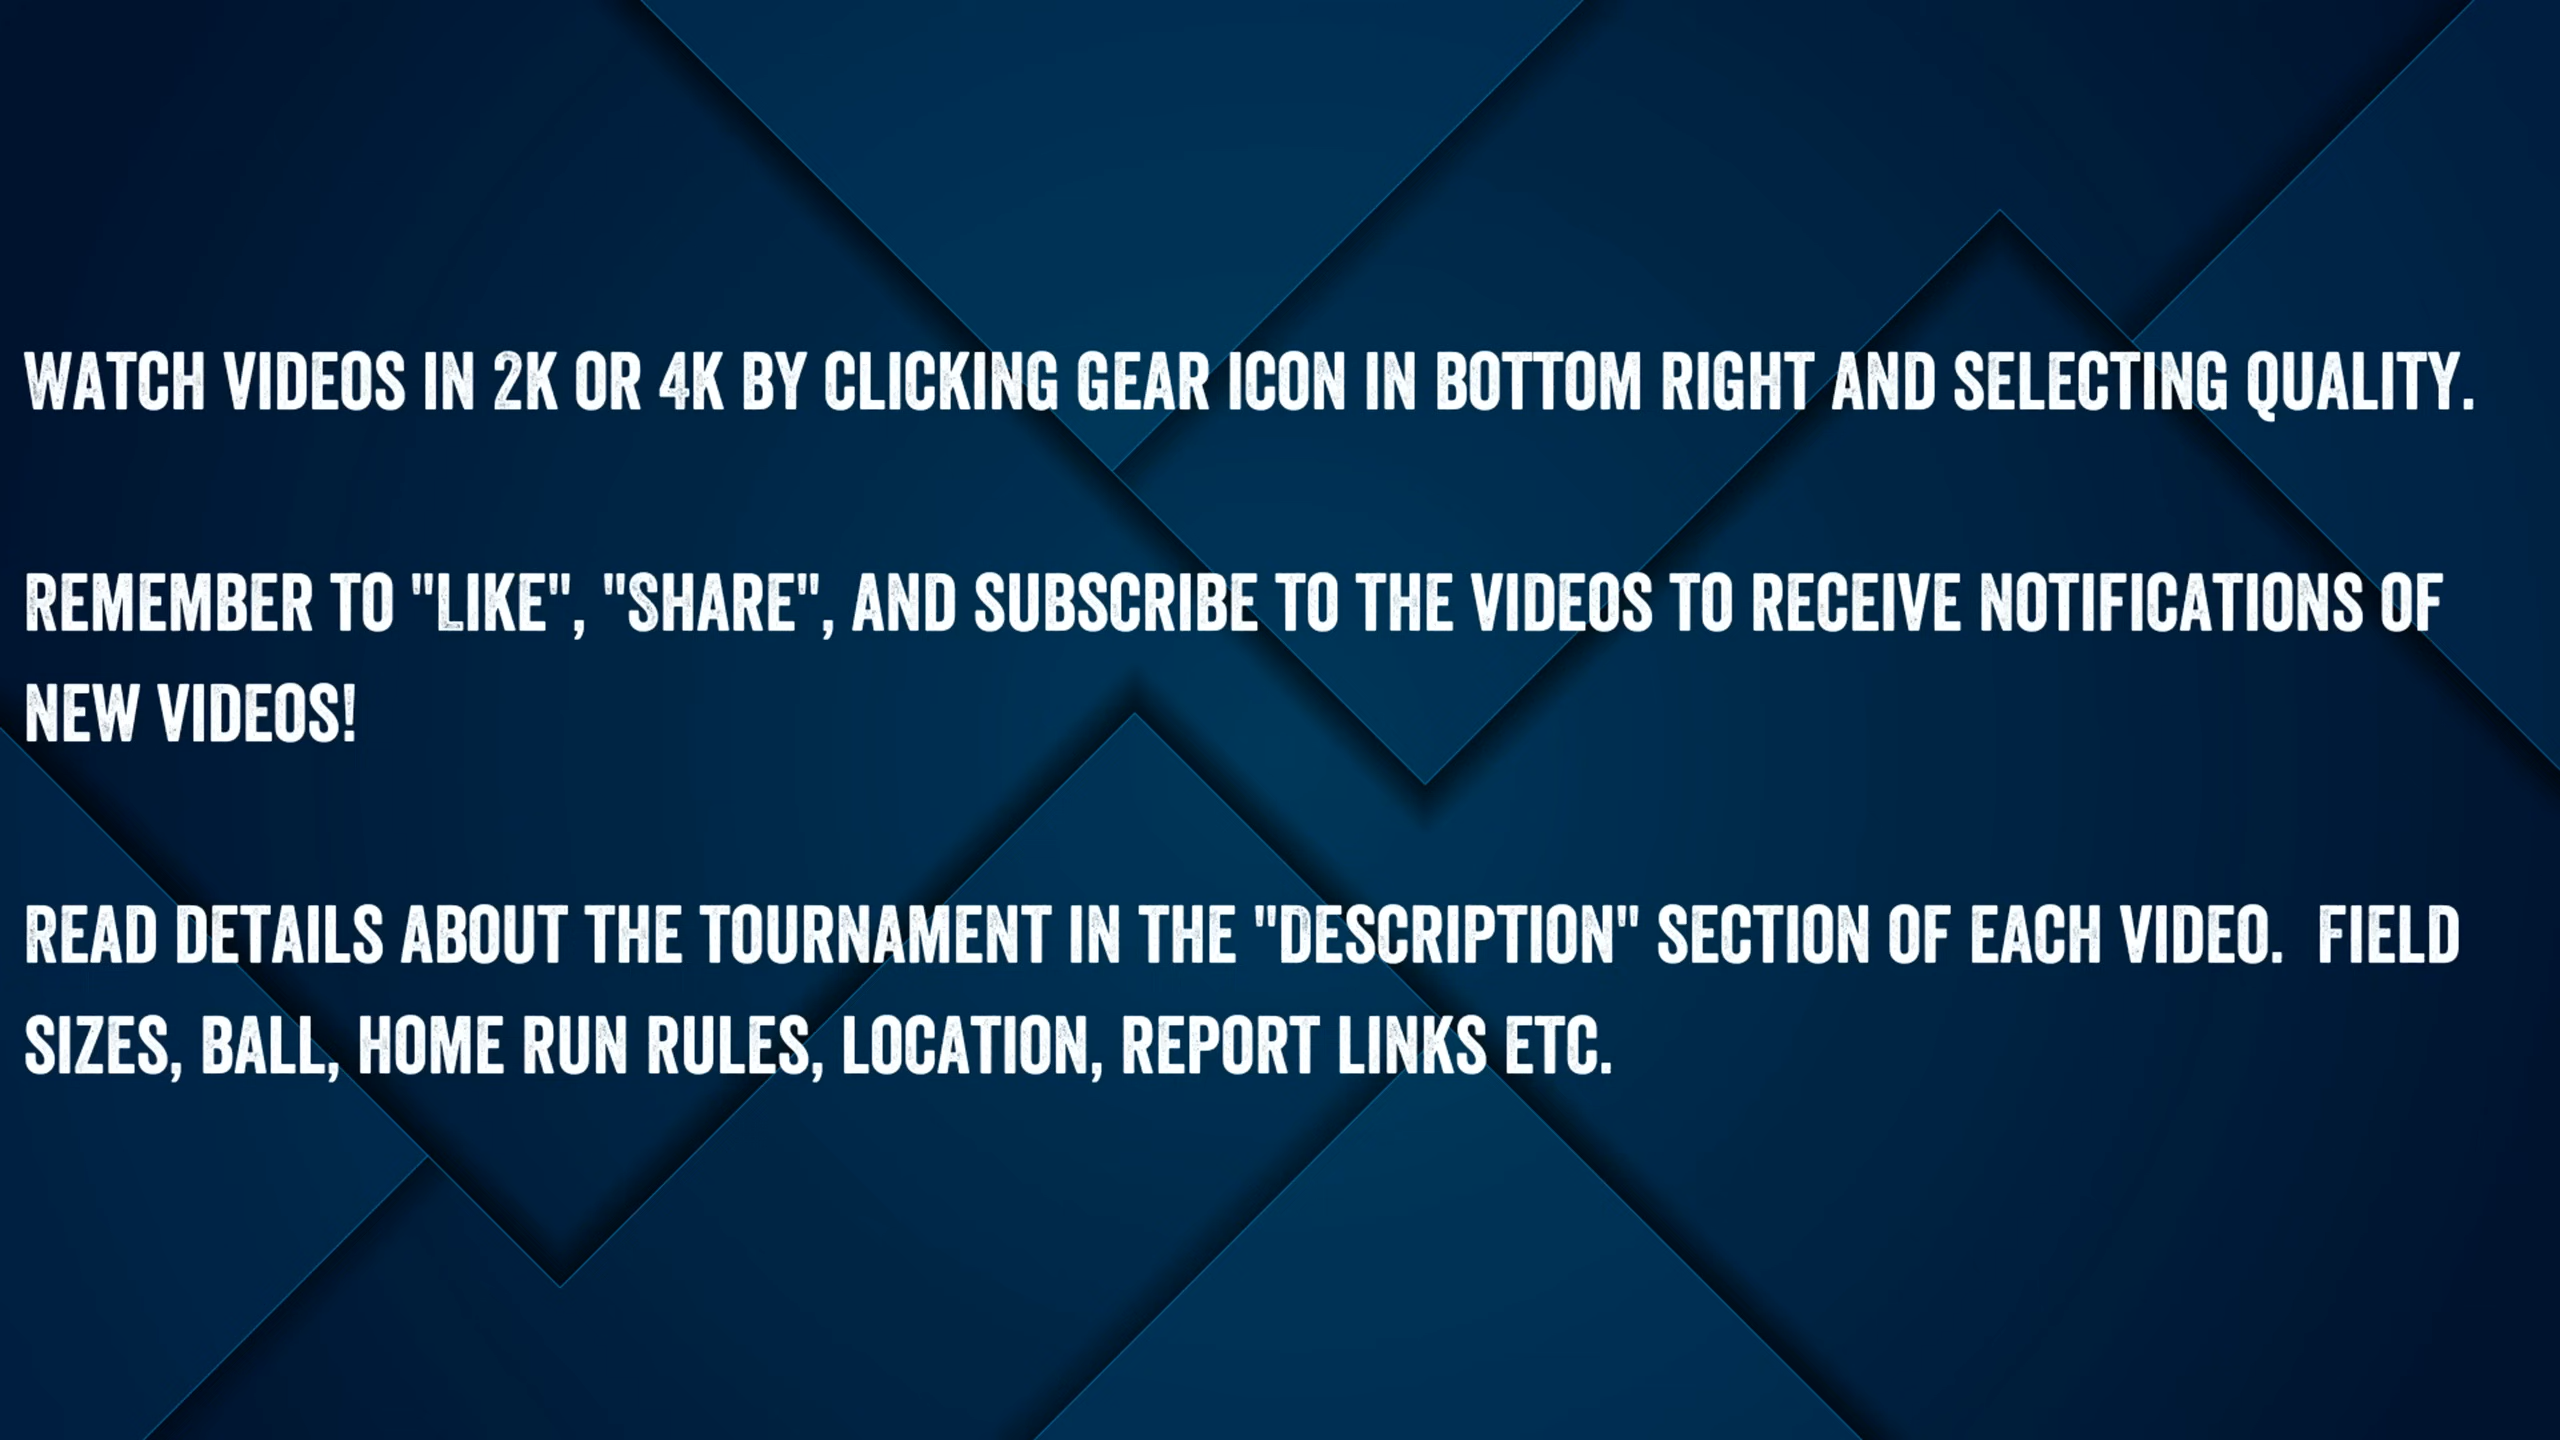 WATCH VIDEOS IN 2K OR 4K BY CLICKING GEAR ICON IN BOTTOM RIGHT AND SELECTING QUALITY.
REMEMBER TO "LIKE", "SHARE", AND SUBSCRIBE TO THE VIDEOS TO RECEIVE NOTIFICATIONS OF
NEW VIDEOS!
READ DETAILS ABOUT THE TOURNAMENT IN THE "DESCRIPTION" SECTION OF EACH VIDEO.  FIELD
SIZES, BALL, HOME RUN RULES, LOCATION, REPORT LINKS ETC.